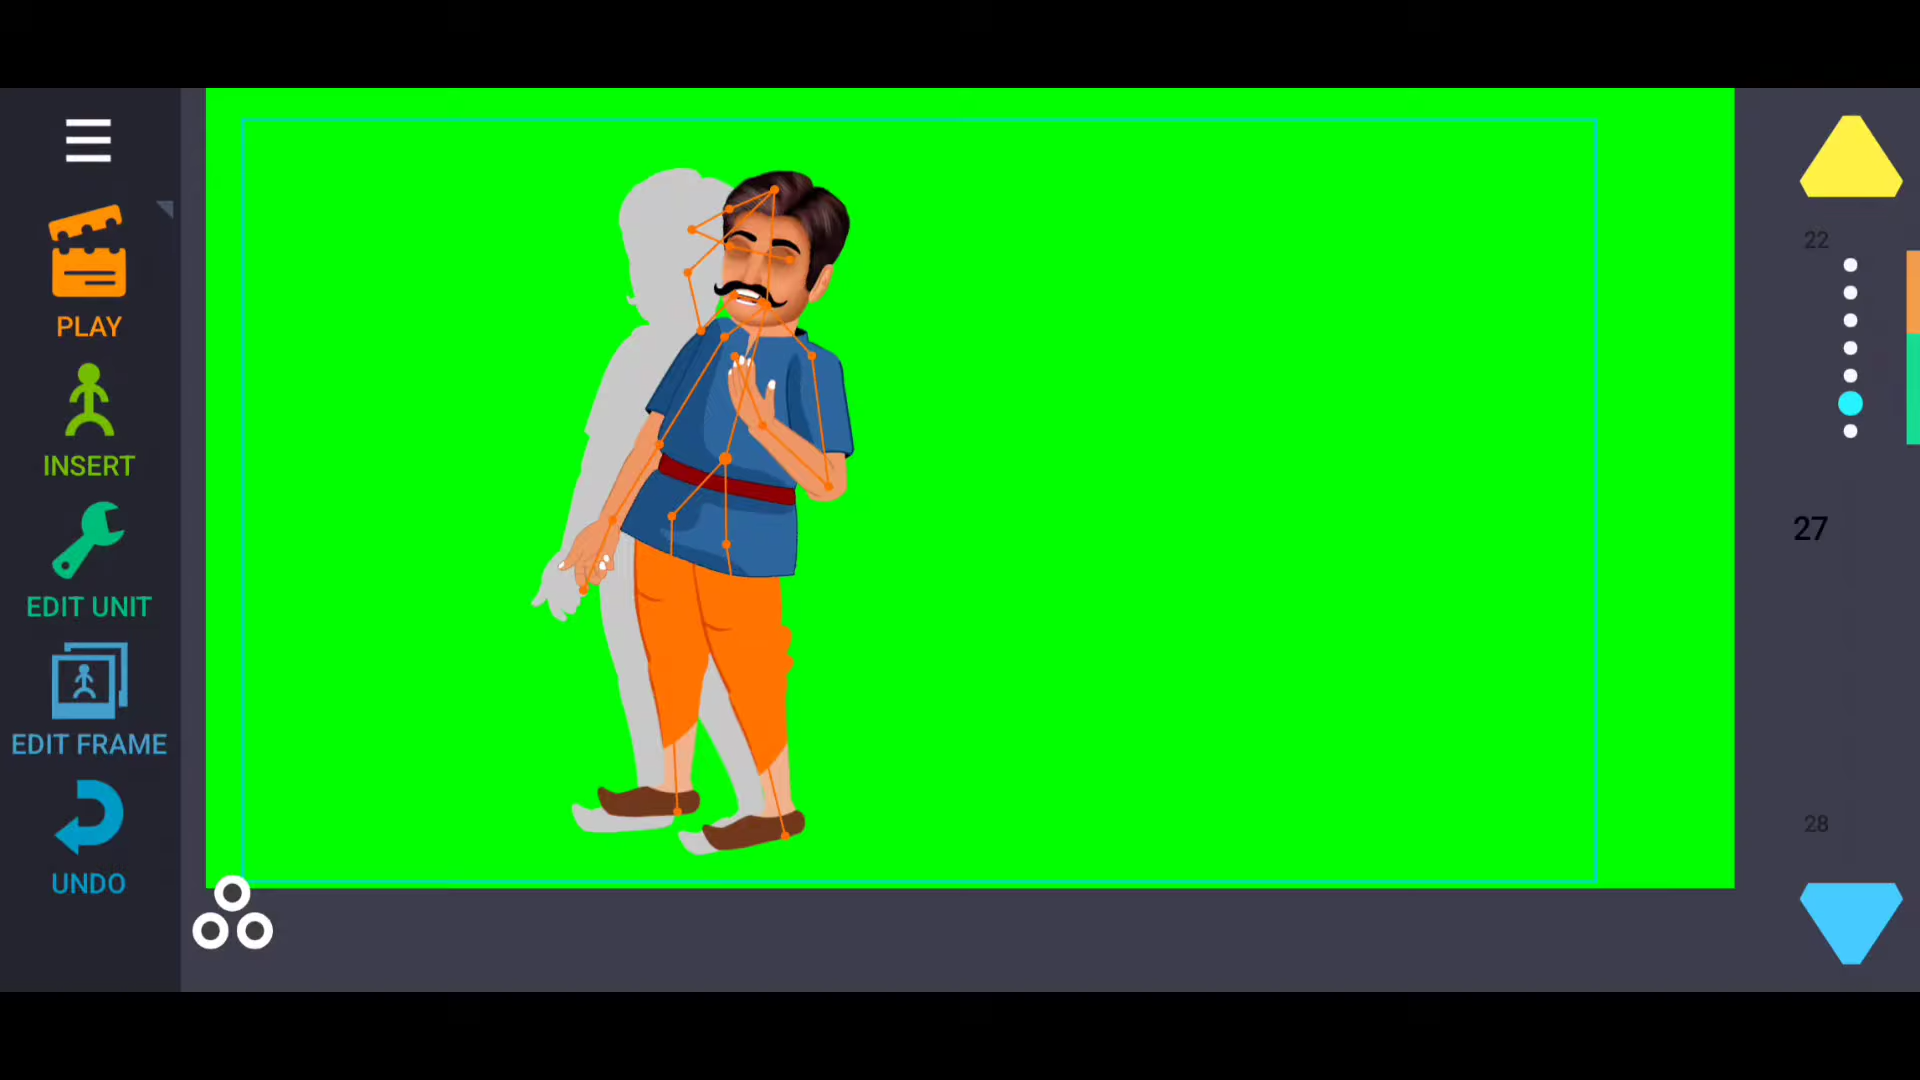 PLAY
INSERT
EDIT UNIT
EDIT FRAME
UNDO
22
27
28